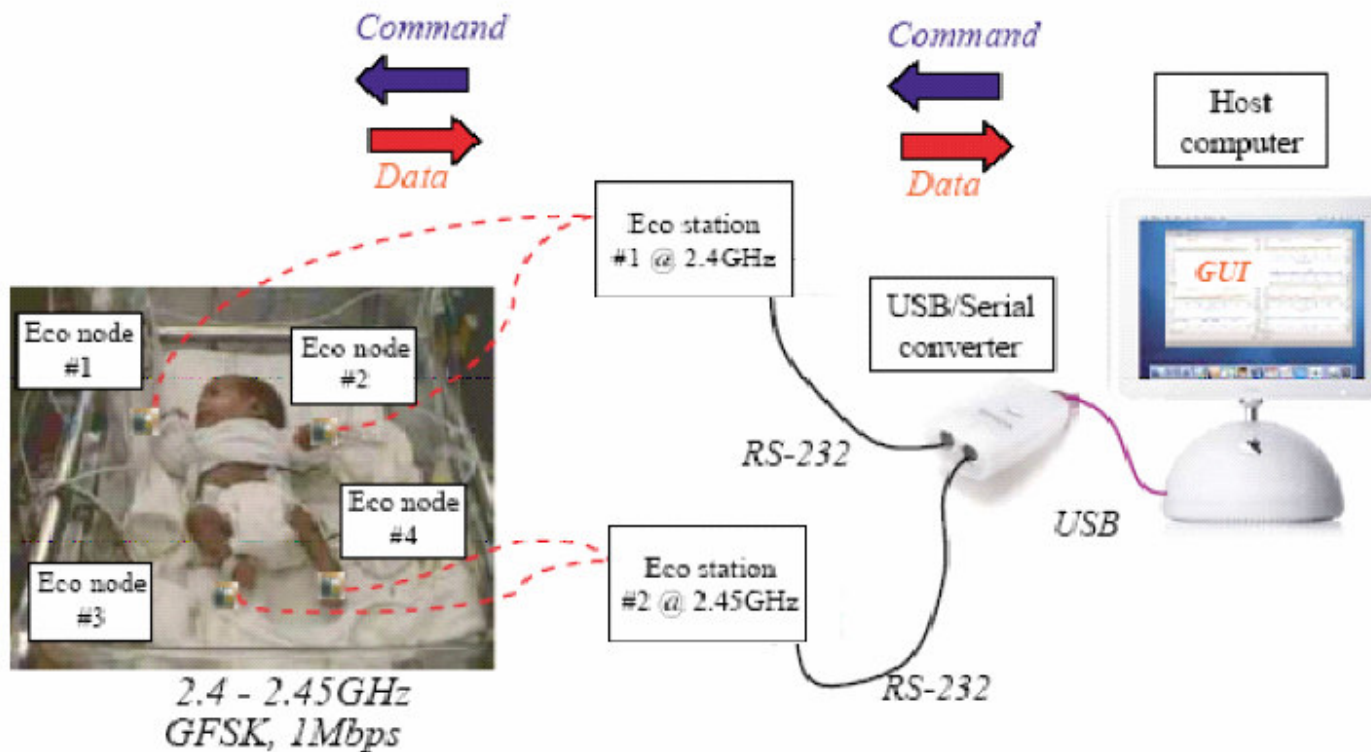 Command
Data
Command
Data
Host
computer
Eco station
#1 @ 2.4GHz
USB/Serial
converter
GUI
Eco node
#1
Eco node
#2
RS-232
Eco node
#4
USB
Eco node
#3
Eco station
#2 @ 2.45GHz
RS-232
2.4 - 2.45GHz
GFSK, 1Mbps